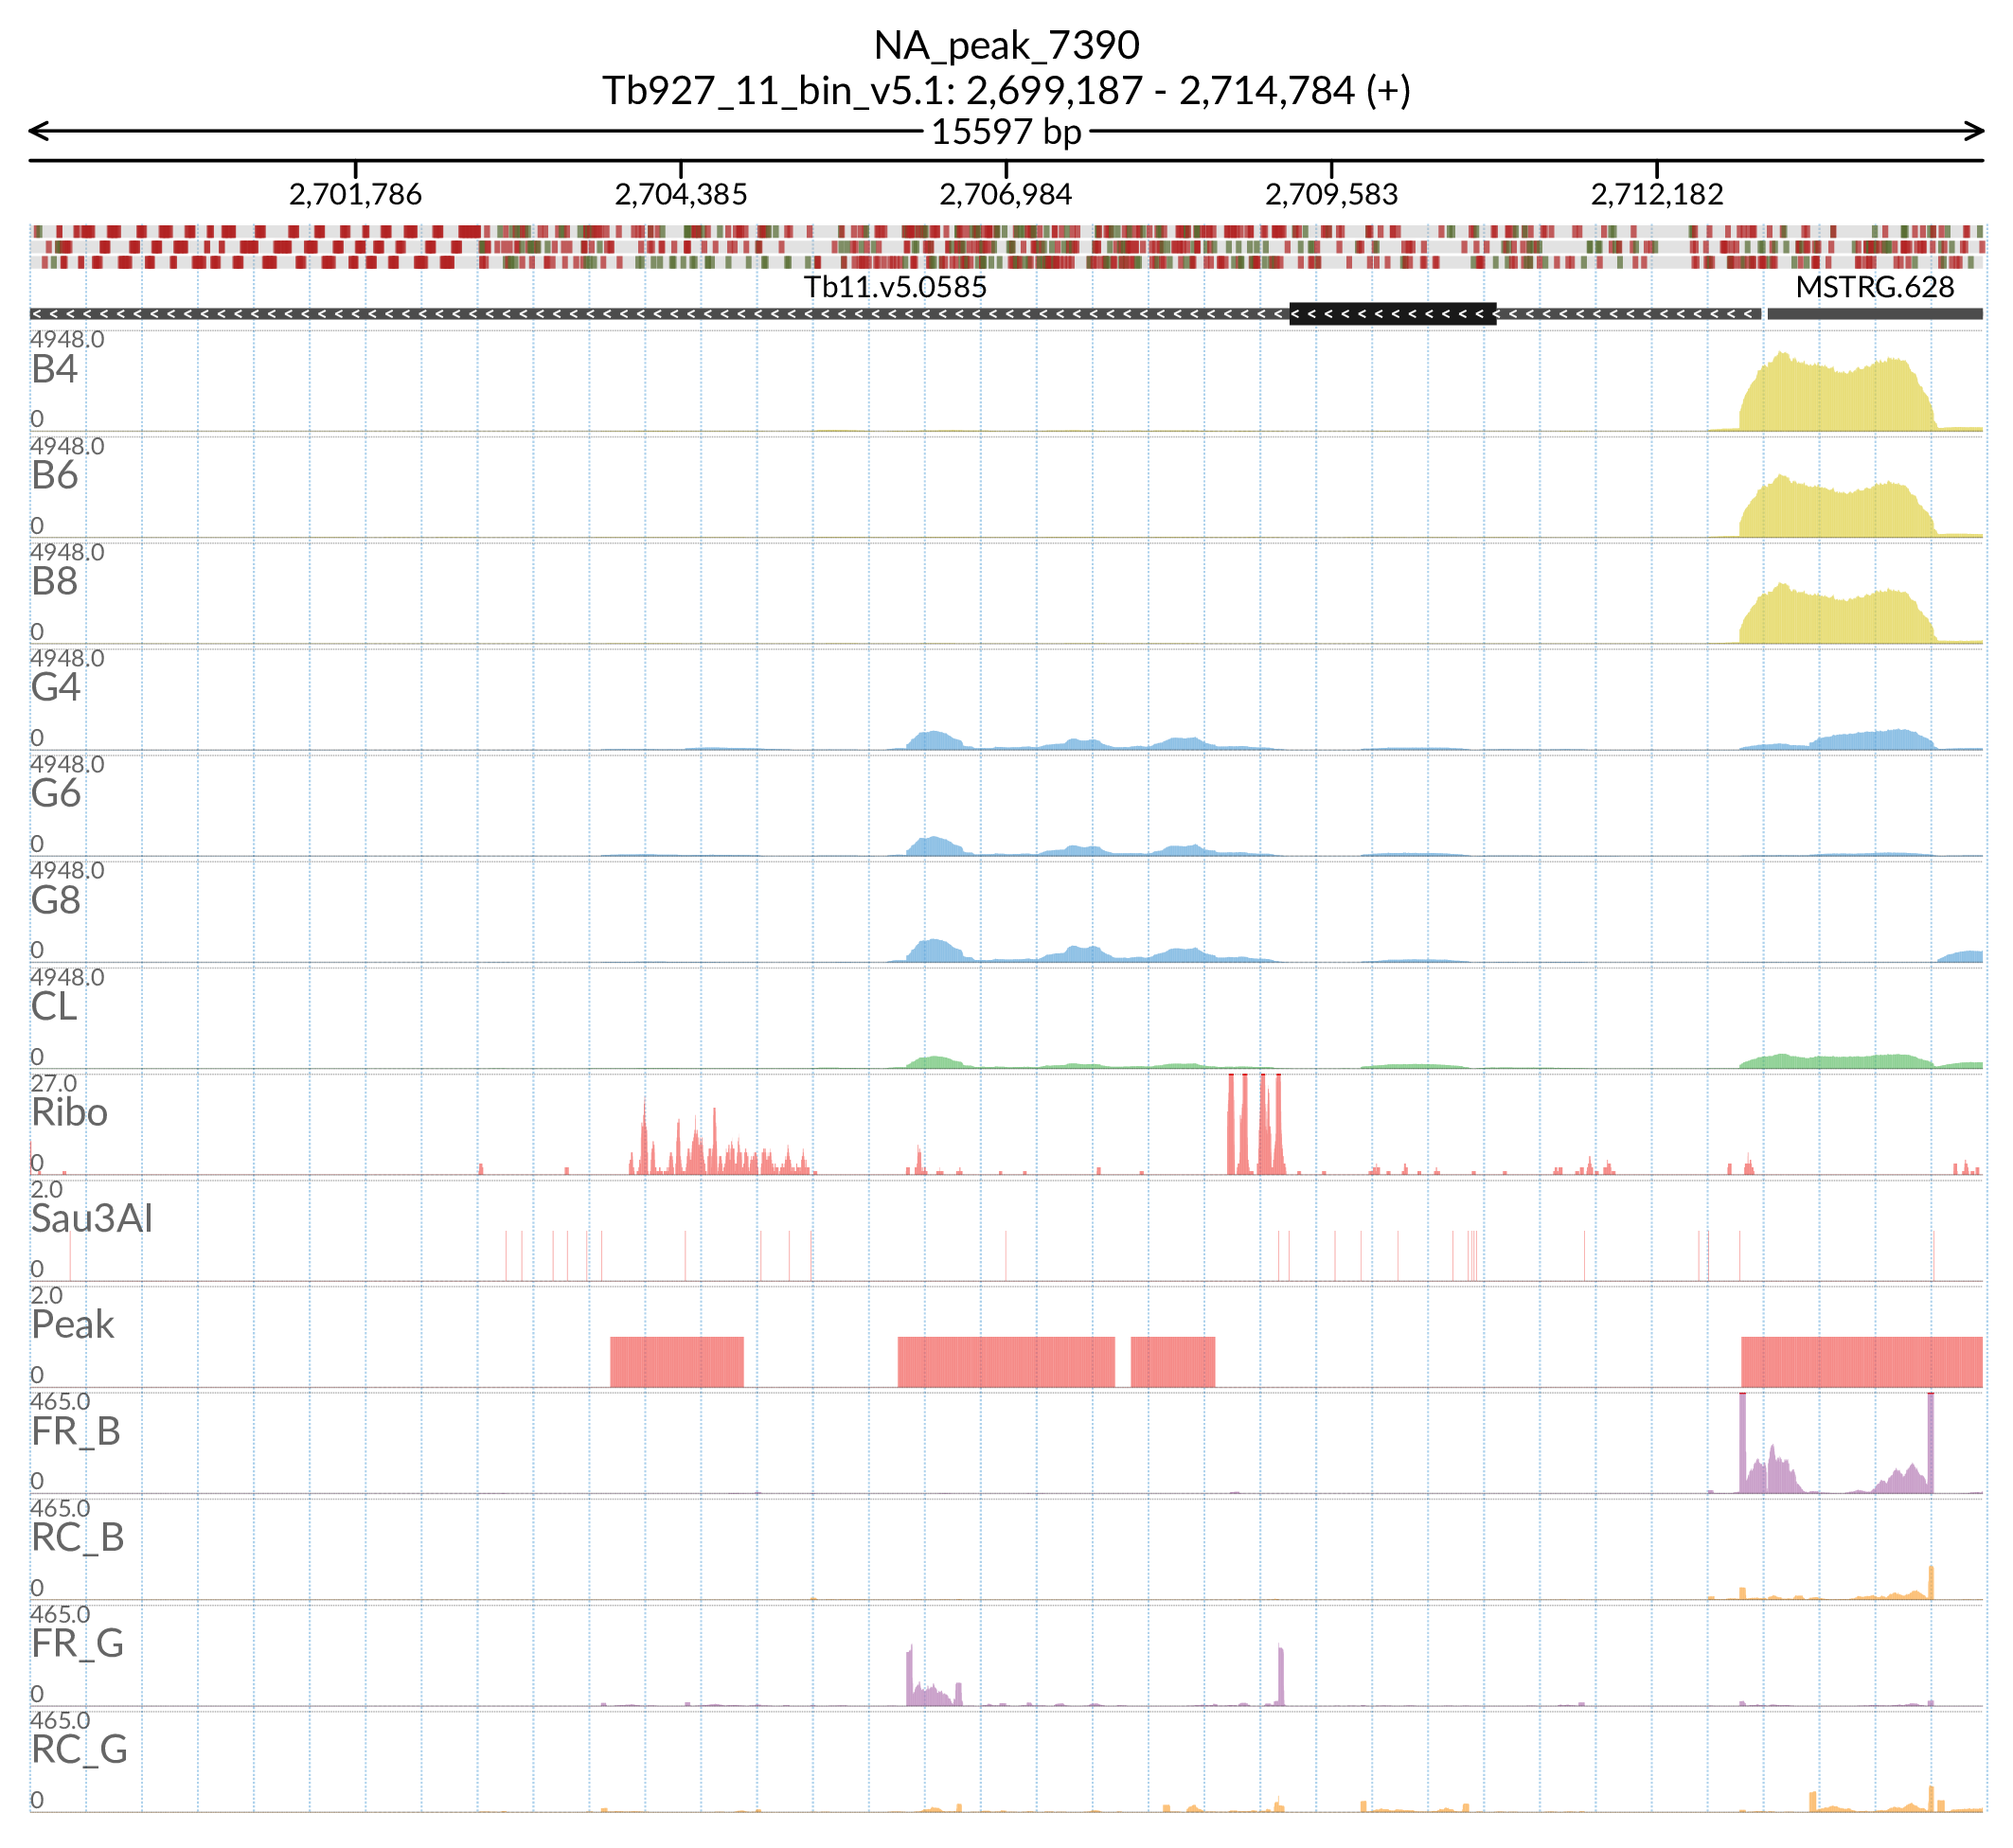 NA_peak_7390
Tb927_11_bin_v5.1: 2,699,187 - 2,714,784 (+)
15597 bp
2,701,786 2,704,385 2,706,984 2,709,583 2,712,182
Tb11.v5.0585 MSTRG.628
4948.0
B4
0
4948.0
B6
0
4948.0
B8
0
4948.0
G4
0
4948.0
G6
0
4948.0
G8
0
4948.0
CL
0
27.0
Ribo
0
2.0
Sau3AI
0
2.0
Peak
0
465.0
FR_B
0
465.0
RC_B
0
465.0
FR_G
0
465.0
RC_G
0